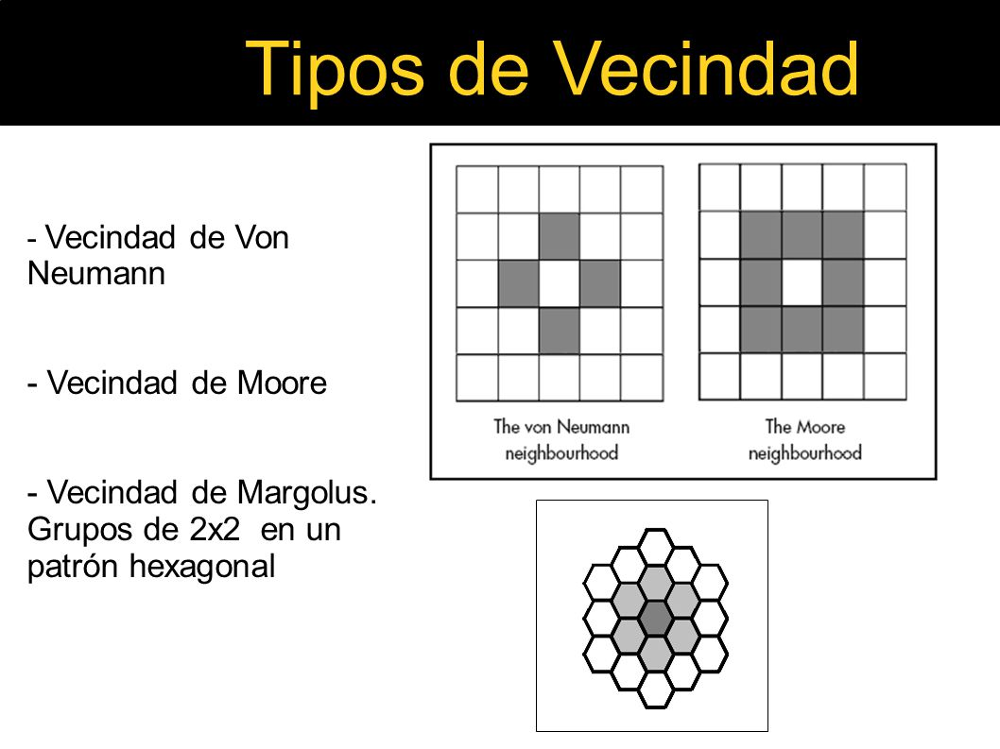 Tipos de Vecindad
- Vecindad de Von
Neumann
- Vecindad de Moore
- Vecindad de Margolus.
Grupos de 2x2 en un
patrón hexagonal
The von Neumann
neighbourhood
The Moore
neighbourhood